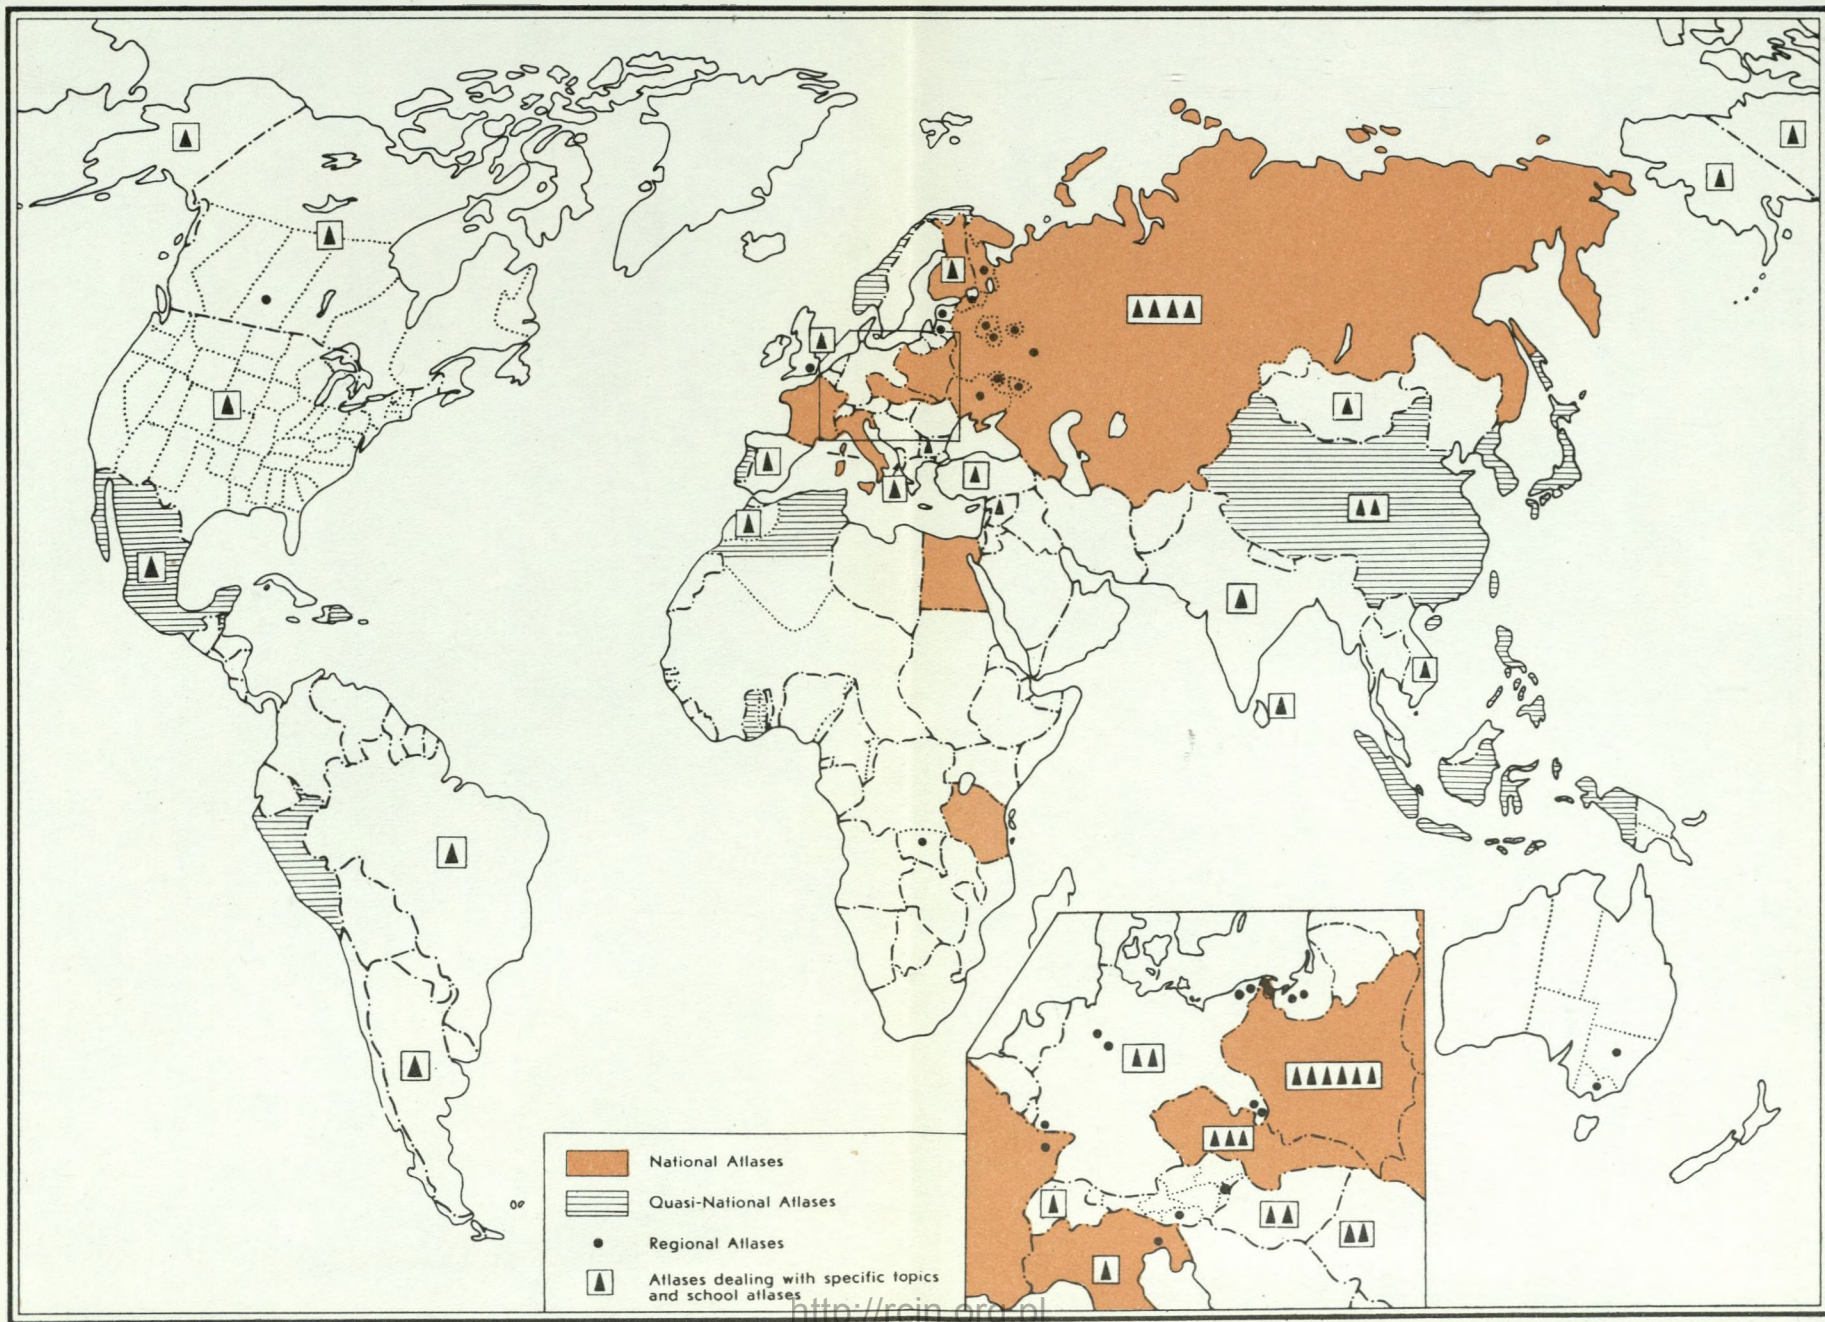 National Atlases
Quasi-National Atlases
Regional Atlases
Atlases dealing with specific topics
and school atlases
http://rcin.org.pl